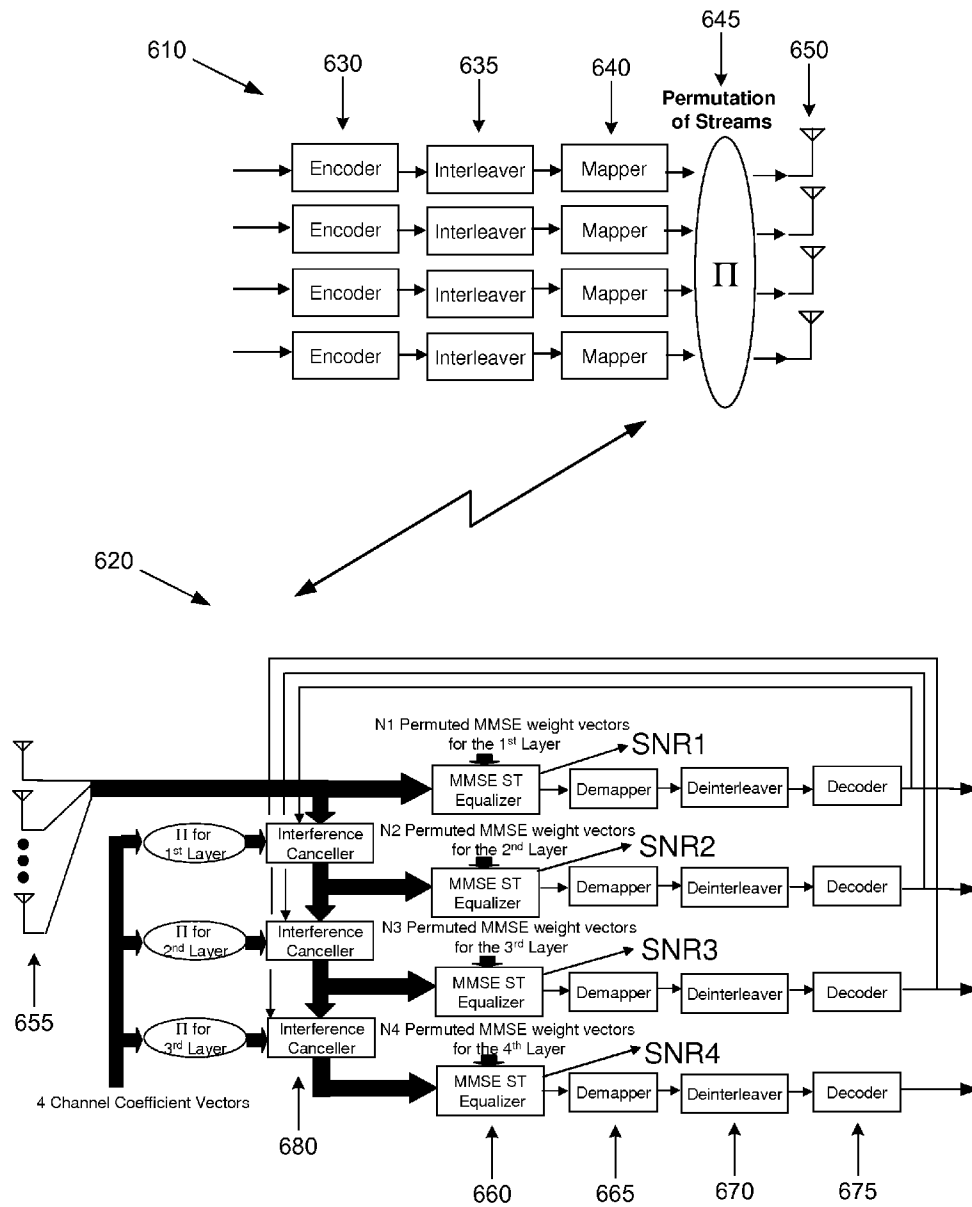 610
630
635
640
645
650
Permutation
of Streams
Encoder
Interleaver
Mapper
Encoder
Interleaver
Mapper
Encoder
Interleaver
Mapper
Encoder
Interleaver
Mapper
Π
620
N1 Permuted MMSE weight vectors
for the 1st Layer
SNR1
MMSE ST
Equalizer
Demapper
Deinterleaver
Decoder
Π for
1st Layer
Interference
Canceller
N2 Permuted MMSE weight vectors
for the 2nd Layer
SNR2
MMSE ST
Equalizer
Demapper
Deinterleaver
Decoder
Π for
2nd Layer
Interference
Canceller
N3 Permuted MMSE weight vectors
for the 3rd Layer
SNR3
MMSE ST
Equalizer
Demapper
Deinterleaver
Decoder
655
Π for
3rd Layer
Interference
Canceller
N4 Permuted MMSE weight vectors
for the 4th Layer
SNR4
MMSE ST
Equalizer
Demapper
Deinterleaver
Decoder
4 Channel Coefficient Vectors
680
660
665
670
675